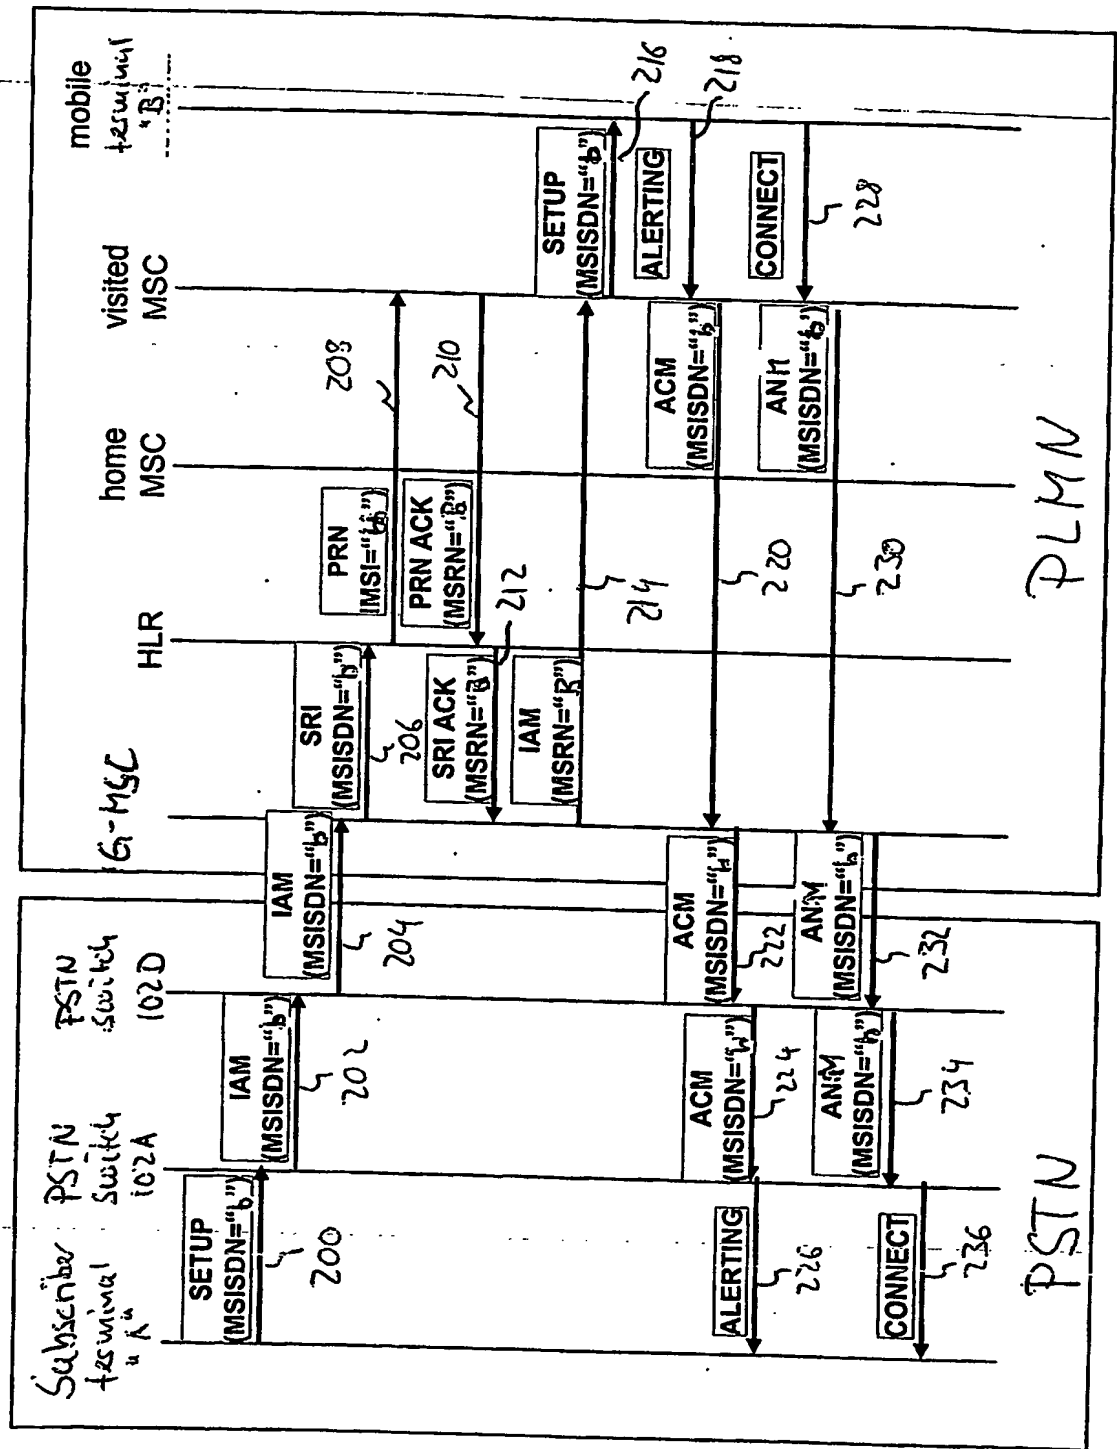 Subscriber
terminal
"A"
PSTN
Switch
102A
PSTN
Switch
102D
G-MSC
HLR
home
MSC
visited
MSC
mobile
terminal
"B"
SETUP
(MSISDN="b")
200
IAM
(MSISDN="b")
202
IAM
(MSISDN="b")
204
SRI
(MSISDN="b")
206
PRN
IMSI="
208
PRN ACK
(MSRN="B")
210
SRI ACK
(MSRN="B")
212
IAM
(MSRN="B")
214
SETUP
(MSISDN="b")
216
ALERTING
218
ACM
(MSISDN="b")
220
ACM
(MSISDN="b")
222
ACM
(MSISDN="b")
224
ALERTING
226
CONNECT
228
ANM
(MSISDN="b")
230
ANM
(MSISDN="b")
232
ANM
(MSISDN="b")
234
CONNECT
236
PSTN
PLMN